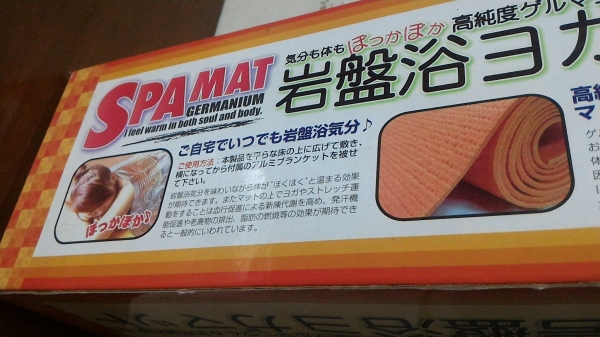 SPA MAT
GERMANIUM
I feel warm in both soul and body.
気分も体もぽっかぽか 高純度ゲルマ
岩盤浴ヨガ
ご自宅でいつでも岩盤浴気分♪
ご使用方法：本製品を平らな床の上に広げて敷き、
横になってから付属のアルミブランケットを被せ
て下さい。
岩盤浴気分を味わいながら体が"ぽくぽく"と温まる効果
が期待できます。またマットの上でヨガやストレッチ運
動をすることは血行促進による新陳代謝を高め、発汗機
能促進や老廃物の排出、脂肪の燃焼等の効果が期待でき
ると一般的にいわれています。
ぽっかぽか♪
高純
マッ